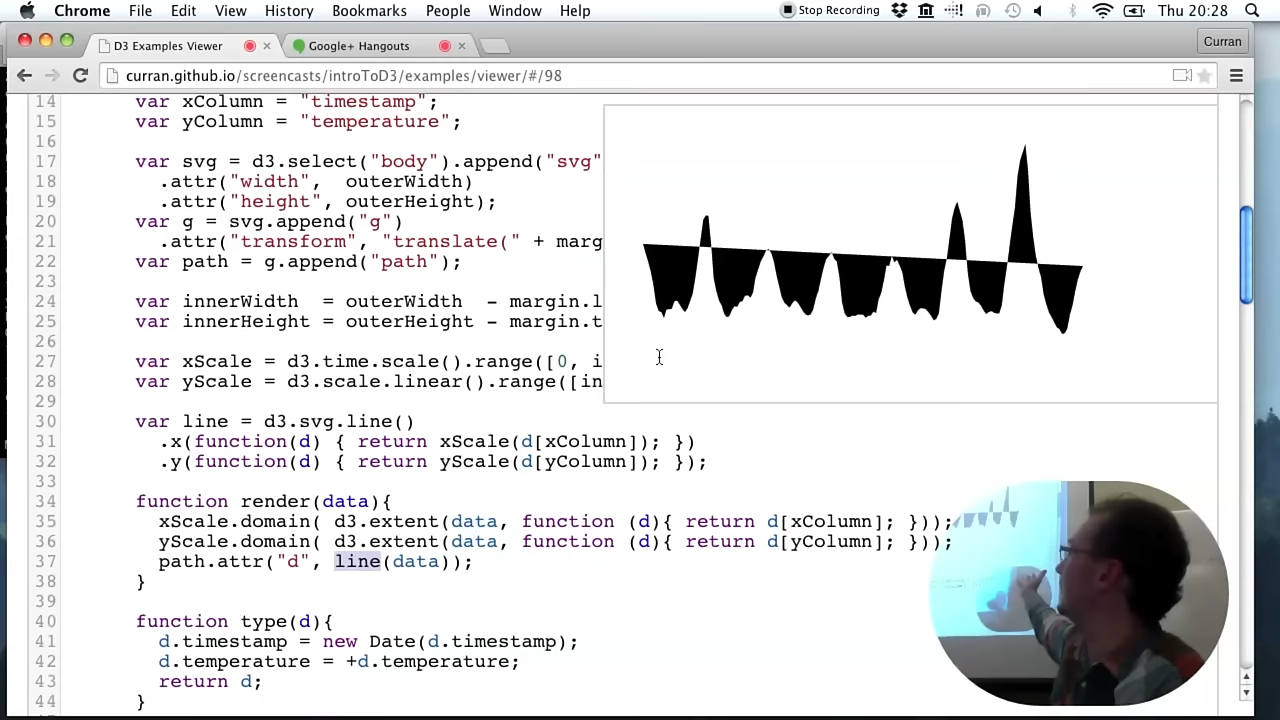 Chrome File Edit View History Bookmarks People Window Help Stop Recording Thu 20:28
D3 Examples Viewer Google+ Hangouts Curran
curran.github.io/screencasts/introToD3/examples/viewer/#/98
14 var xColumn = "timestamp";
15 var yColumn = "temperature";
16
17 var svg = d3.select("body").append("svg"
18 .attr("width", outerWidth)
19 .attr("height", outerHeight);
20 var g = svg.append("g")
21 .attr("transform", "translate(" + marg
22 var path = g.append("path");
23
24 var innerWidth = outerWidth - margin.l
25 var innerHeight = outerHeight - margin.t
26
27 var xScale = d3.time.scale().range([0, i
28 var yScale = d3.scale.linear().range([in
29
30 var line = d3.svg.line()
31 .x(function(d) { return xScale(d[xColumn]); })
32 .y(function(d) { return yScale(d[yColumn]); });
33
34 function render(data){
35 xScale.domain( d3.extent(data, function (d){ return d[xColumn]; }));
36 yScale.domain( d3.extent(data, function (d){ return d[yColumn]; }));
37 path.attr("d", line(data));
38 }
39
40 function type(d){
41 d.timestamp = new Date(d.timestamp);
42 d.temperature = +d.temperature;
43 return d;
44 }